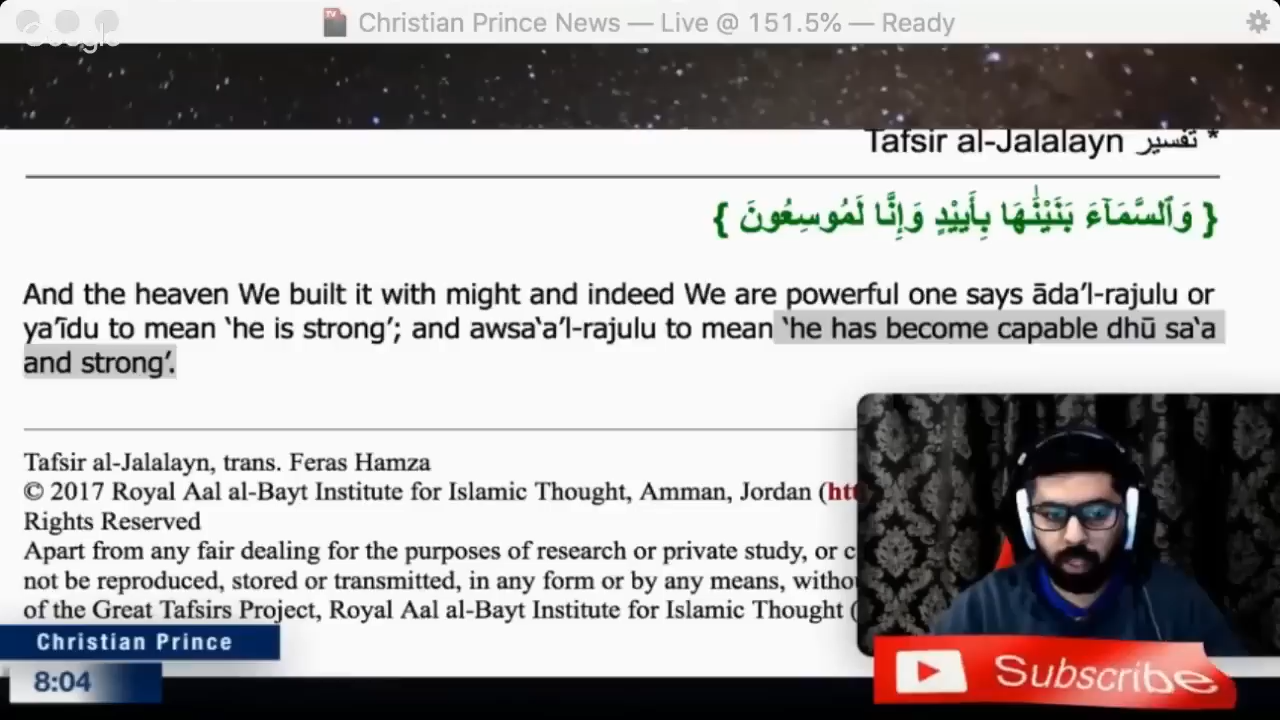 Christian Prince News — Live @ 151.5% — Ready
Google
Tafsir al-Jalalayn تفسير *
{ وَٱلسَّمَآءَ بَنَيْنَٰهَا بِأَييْدٍ وَإِنَّا لَمُوسِعُونَ }
And the heaven We built it with might and indeed We are powerful one says āda’l-rajulu or
ya’īdu to mean ‘he is strong’; and awsa‘a’l-rajulu to mean ‘he has become capable dhū sa‘a
and strong’.
Tafsir al-Jalalayn, trans. Feras Hamza
© 2017 Royal Aal al-Bayt Institute for Islamic Thought, Amman, Jordan (htt
Rights Reserved
Apart from any fair dealing for the purposes of research or private study, or c
not be reproduced, stored or transmitted, in any form or by any means, witho
of the Great Tafsirs Project, Royal Aal al-Bayt Institute for Islamic Thought (
Christian Prince
8:04
Subscribe